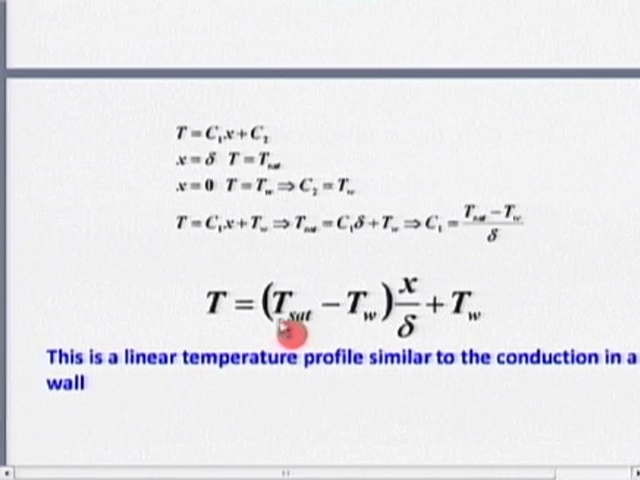 T = C₁x + C₂
x = δ T = T_sat
x = 0 T = T_w ⇒ C₂ = T_w
T = C₁x + T_w ⇒ T_sat = C₁δ + T_w ⇒ C₁ = (T_sat − T_w)/δ
T = (T_sat − T_w) x/δ + T_w
This is a linear temperature profile similar to the conduction in a
wall